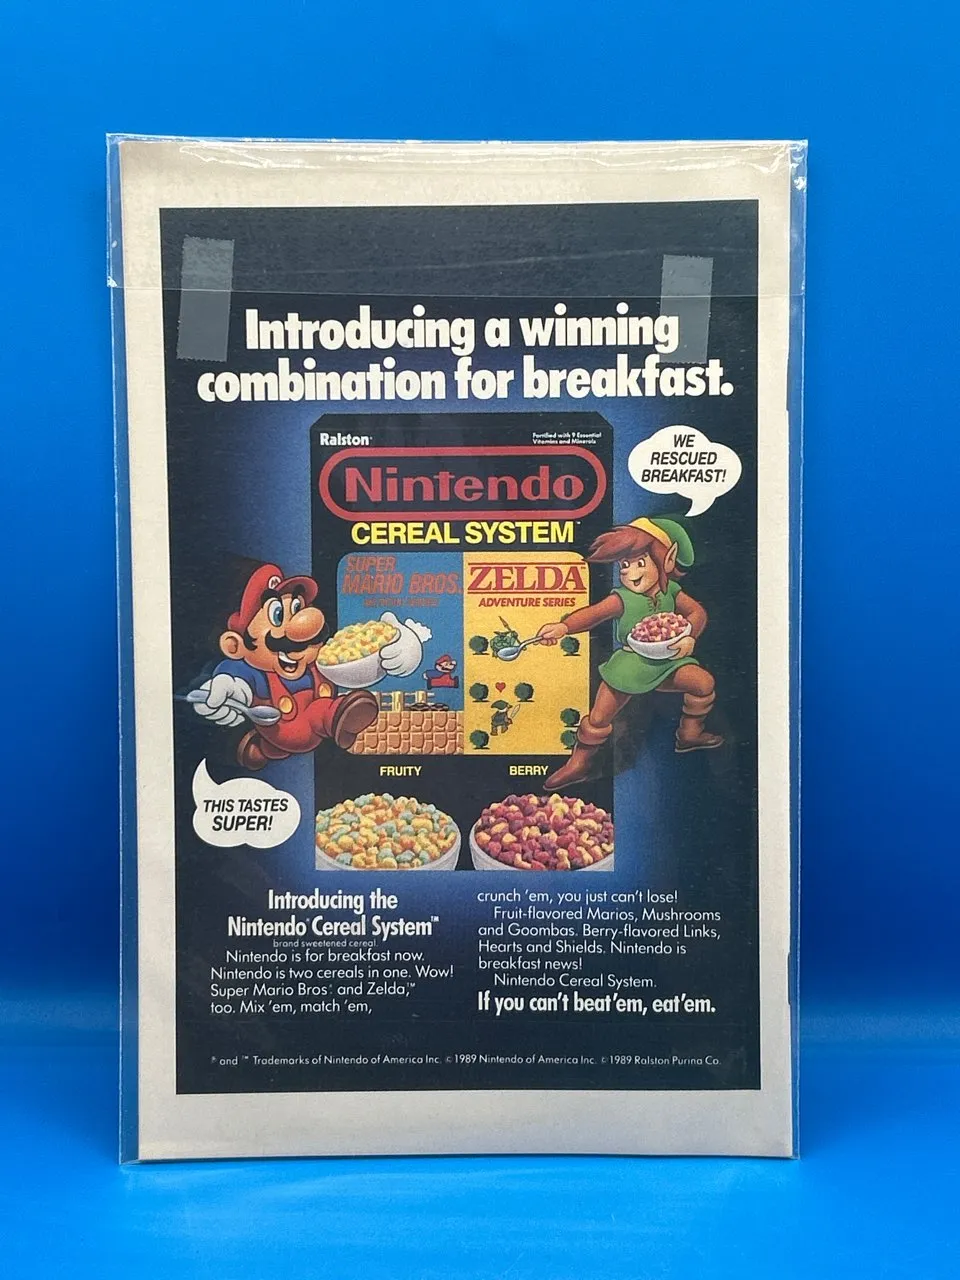 Introducing a winning
combination for breakfast.
Ralston
Fortified with 9 Essential
Vitamins and Minerals
WE
RESCUED
BREAKFAST!
Nintendo
CEREAL SYSTEM™
SUPER
MARIO BROS.
ZELDA™
ADVENTURE SERIES
M
FRUITY
BERRY
THIS TASTES
SUPER!
Introducing the
Nintendo® Cereal System™
brand sweetened cereal.
Nintendo is for breakfast now.
Nintendo is two cereals in one. Wow!
Super Mario Bros.® and Zelda,™
too. Mix 'em, match 'em,
crunch 'em, you just can't lose!
Fruit-flavored Marios, Mushrooms
and Goombas. Berry-flavored Links,
Hearts and Shields. Nintendo is
breakfast news!
Nintendo Cereal System.
If you can't beat 'em, eat 'em.
® and ™ Trademarks of Nintendo of America Inc. © 1989 Nintendo of America Inc. © 1989 Ralston Purina Co.